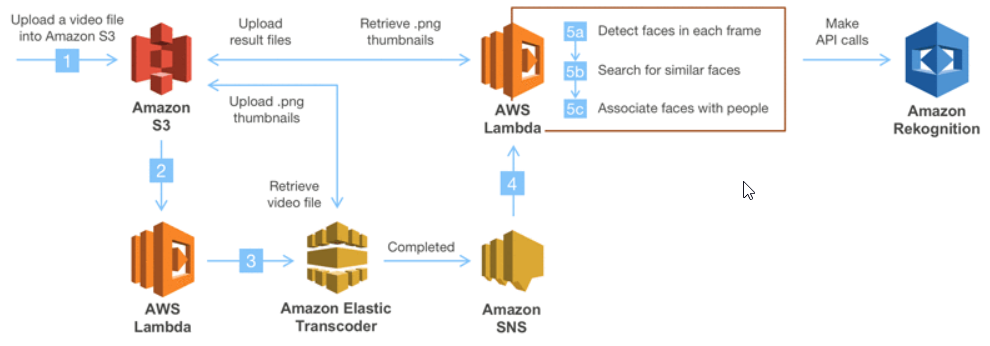 Upload a video file
into Amazon S3
1
Amazon
S3
Upload
result files
Retrieve .png
thumbnails
Upload .png
thumbnails
AWS
Lambda
5a
Detect faces in each frame
5b
Search for similar faces
5c
Associate faces with people
Make
API calls
Amazon
Rekognition
2
4
Retrieve
video file
AWS
Lambda
3
Amazon Elastic
Transcoder
Completed
Amazon
SNS